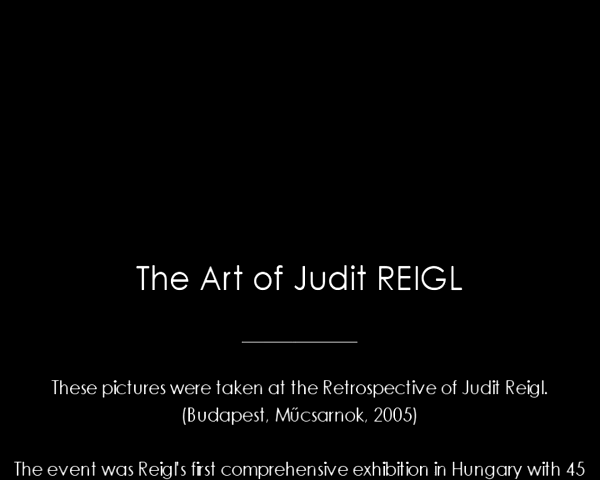 The Art of Judit REIGL
These pictures were taken at the Retrospective of Judit Reigl.
(Budapest, Műcsarnok, 2005)
The event was Reigl's first comprehensive exhibition in Hungary with 45